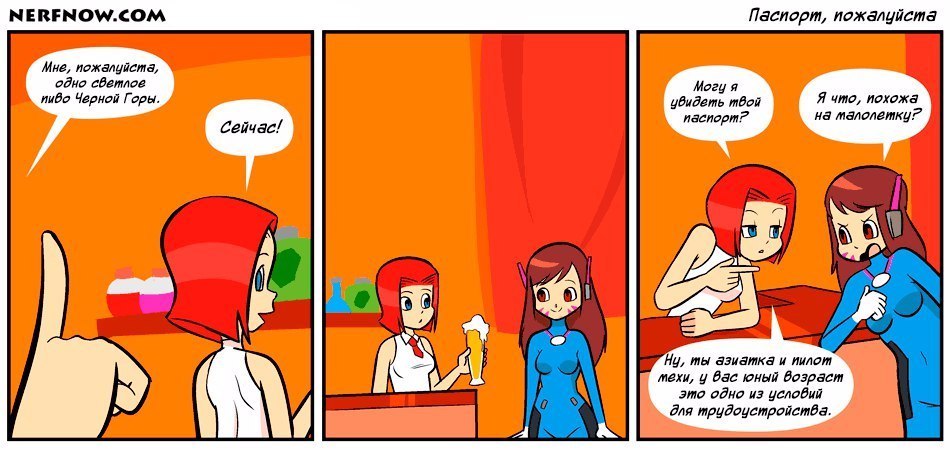 NERFNOW.COM
Паспорт, пожалуйста
Мне, пожалуйста,
одно светлое
пиво Черной Горы.
Сейчас!
Могу я
увидеть твой
паспорт?
Я что, похожа
на малолетку?
Ну, ты азиатка и пилот
мехи, у вас юный возраст
это одно из условий
для трудоустройства.